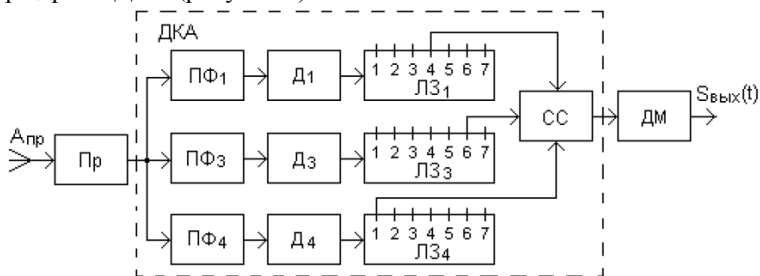 ДКА
ПФ1 Д1 1 2 3 4 5 6 7
ЛЗ1
Sвых(t)
Апр
Пр ПФ3 Д3 1 2 3 4 5 6 7 СС ДМ
ЛЗ3
ПФ4 Д4 1 2 3 4 5 6 7
ЛЗ4